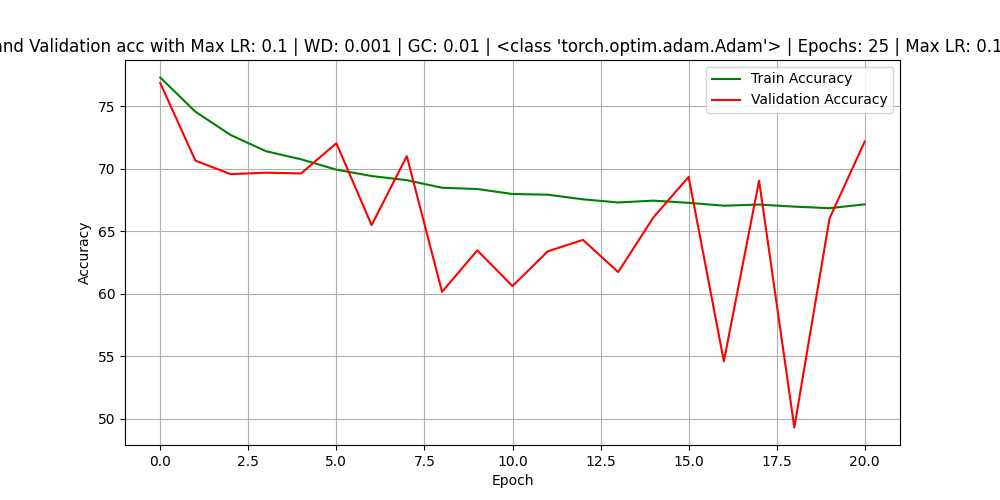 and Validation acc with Max LR: 0.1 | WD: 0.001 | GC: 0.01 | <class 'torch.optim.adam.Adam'> | Epochs: 25 | Max LR: 0.1
Train Accuracy
Validation Accuracy
75
70
65
60
55
50
Accuracy
0.0 2.5 5.0 7.5 10.0 12.5 15.0 17.5 20.0
Epoch